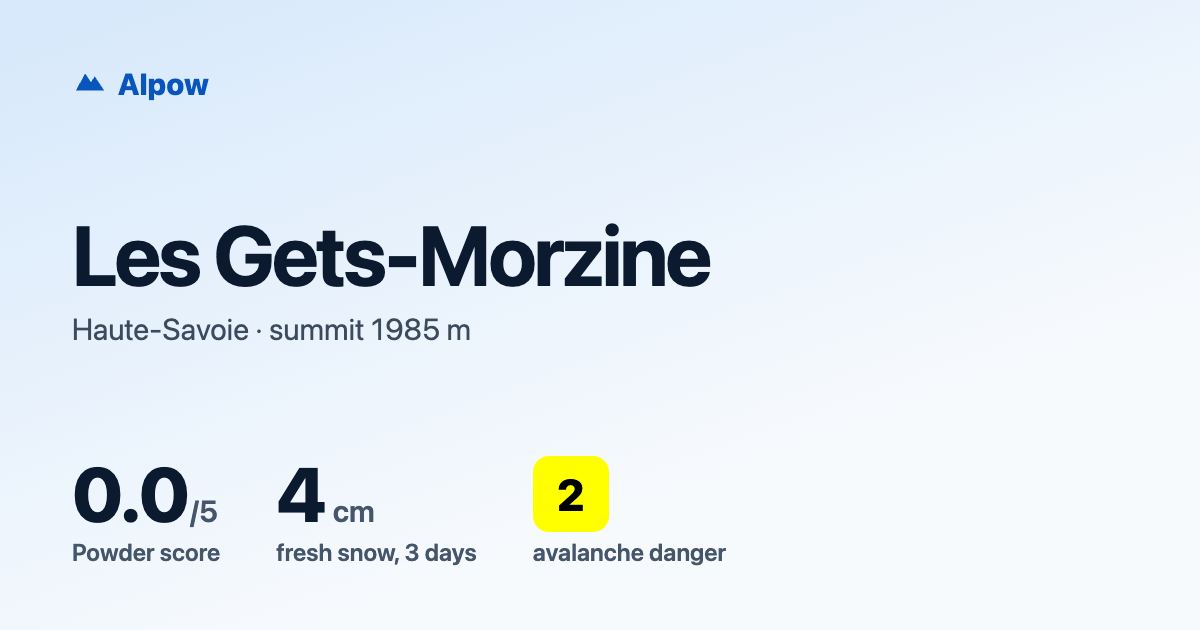 Alpow
Les Gets-Morzine
Haute-Savoie · summit 1985 m
0.0/5
Powder score
4 cm
fresh snow, 3 days
2
avalanche danger